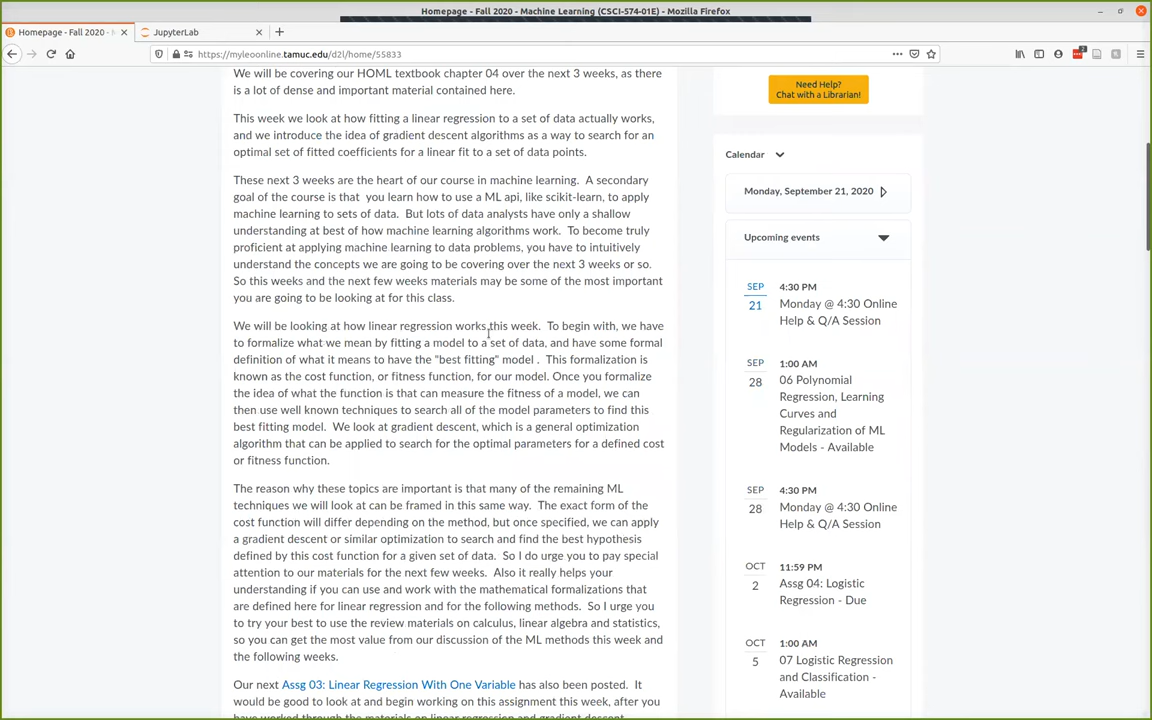 Homepage - Fall 2020 - Machine Learning (CSCI-574-01E) - Mozilla Firefox
Homepage - Fall 2020 -
JupyterLab
https://myleoonline.tamuc.edu/d2l/home/55833
We will be covering our HOML textbook chapter 04 over the next 3 weeks, as there
is a lot of dense and important material contained here.
This week we look at how fitting a linear regression to a set of data actually works,
and we introduce the idea of gradient descent algorithms as a way to search for an
optimal set of fitted coefficients for a linear fit to a set of data points.
These next 3 weeks are the heart of our course in machine learning. A secondary
goal of the course is that you learn how to use a ML api, like scikit-learn, to apply
machine learning to sets of data. But lots of data analysts have only a shallow
understanding at best of how machine learning algorithms work. To become truly
proficient at applying machine learning to data problems, you have to intuitively
understand the concepts we are going to be covering over the next 3 weeks or so.
So this weeks and the next few weeks materials may be some of the most important
you are going to be looking at for this class.
We will be looking at how linear regression works this week. To begin with, we have
to formalize what we mean by fitting a model to a set of data, and have some formal
definition of what it means to have the "best fitting" model . This formalization is
known as the cost function, or fitness function, for our model. Once you formalize
the idea of what the function is that can measure the fitness of a model, we can
then use well known techniques to search all of the model parameters to find this
best fitting model. We look at gradient descent, which is a general optimization
algorithm that can be applied to search for the optimal parameters for a defined cost
or fitness function.
The reason why these topics are important is that many of the remaining ML
techniques we will look at can be framed in this same way. The exact form of the
cost function will differ depending on the method, but once specified, we can apply
a gradient descent or similar optimization to search and find the best hypothesis
defined by this cost function for a given set of data. So I do urge you to pay special
attention to our materials for the next few weeks. Also it really helps your
understanding if you can use and work with the mathematical formalizations that
are defined here for linear regression and for the following methods. So I urge you
to try your best to use the review materials on calculus, linear algebra and statistics,
so you can get the most value from our discussion of the ML methods this week and
the following weeks.
Our next Assg 03: Linear Regression With One Variable has also been posted. It
would be good to look at and begin working on this assignment this week, after you
have worked through the materials on linear regression and gradient descent.
Need Help?
Chat with a Librarian!
Calendar
Monday, September 21, 2020
Upcoming events
SEP
21
4:30 PM
Monday @ 4:30 Online
Help & Q/A Session
SEP
28
1:00 AM
06 Polynomial
Regression, Learning
Curves and
Regularization of ML
Models - Available
SEP
28
4:30 PM
Monday @ 4:30 Online
Help & Q/A Session
OCT
2
11:59 PM
Assg 04: Logistic
Regression - Due
OCT
5
1:00 AM
07 Logistic Regression
and Classification -
Available